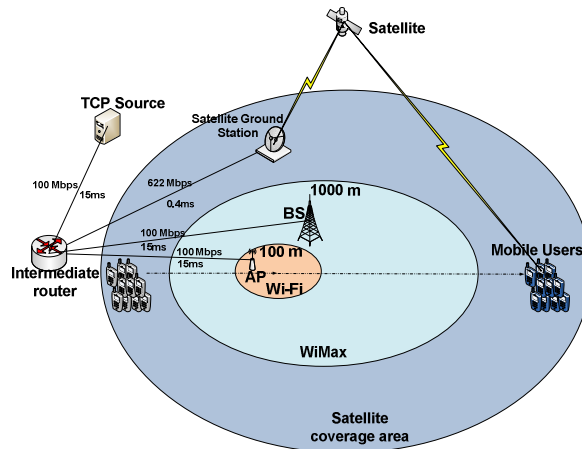 Satellite
TCP Source
Satellite Ground
Station
100 Mbps
15ms
622 Mbps
0.4ms
1000 m
BS
100 Mbps
15ms
100 Mbps
15ms
100 m
AP
Wi-Fi
Intermediate
router
Mobile Users
WiMax
Satellite
coverage area